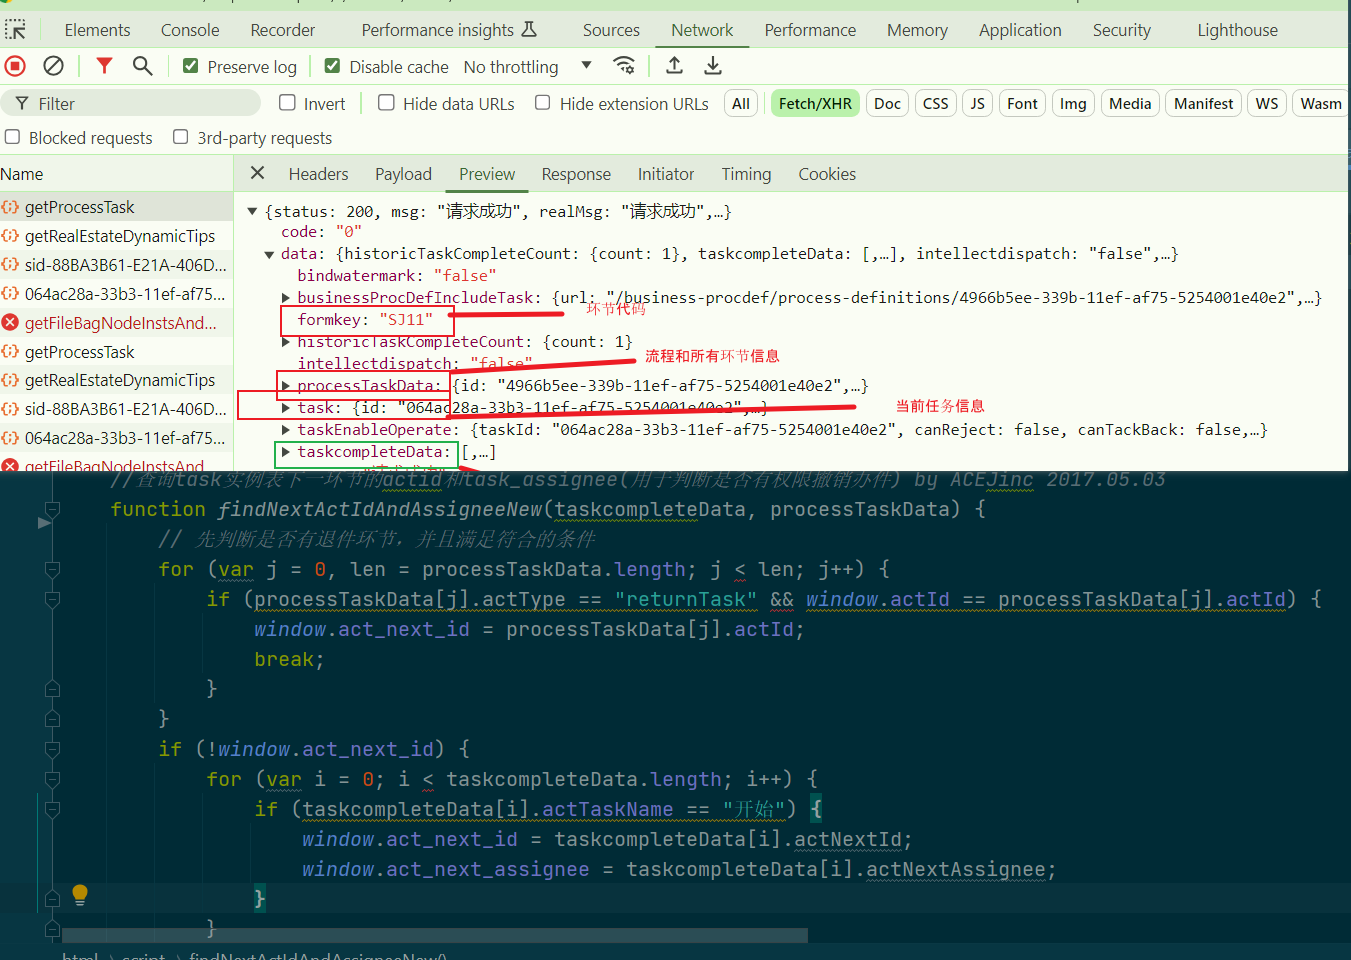 Elements Console Recorder Performance insights Sources Network Performance Memory Application Security Lighthouse
Preserve log Disable cache No throttling
Filter Invert Hide data URLs Hide extension URLs All Fetch/XHR Doc CSS JS Font Img Media Manifest WS Wasm
Blocked requests 3rd-party requests
Name
Headers Payload Preview Response Initiator Timing Cookies
getProcessTask
getRealEstateDynamicTips
sid-88BA3B61-E21A-406D...
064ac28a-33b3-11ef-af75-...
getFileBagNodeInstsAnd...
getProcessTask
getRealEstateDynamicTips
sid-88BA3B61-E21A-406D...
064ac28a-33b3-11ef-af75-...
getFileBagNodeInstsAnd
{status: 200, msg: "请求成功", realMsg: "请求成功",…}
code: "0"
data: {historicTaskCompleteCount: {count: 1}, taskcompleteData: [,…], intellectdispatch: "false",…}
bindwatermark: "false"
businessProcDefIncludeTask: {url: "/business-procdef/process-definitions/4966b5ee-339b-11ef-af75-5254001e40e2",…}
formkey: "SJ11"
环节代码
historicTaskCompleteCount: {count: 1}
intellectdispatch: "false"
流程和所有环节信息
processTaskData: {id: "4966b5ee-339b-11ef-af75-5254001e40e2",…}
task: {id: "064ac28a-33b3-11ef-af75-5254001e40e2",…}
当前任务信息
taskEnableOperate: {taskId: "064ac28a-33b3-11ef-af75-5254001e40e2", canReject: false, canTackBack: false,…}
taskcompleteData: [,…]
//查询task实例表下一环节的actid和task_assignee(用于判断是否有权限撤销办件) by ACEJinc 2017.05.03
function findNextActIdAndAssigneeNew(taskcompleteData, processTaskData) {
// 先判断是否有退件环节，并且满足符合的条件
for (var j = 0, len = processTaskData.length; j < len; j++) {
if (processTaskData[j].actType == "returnTask" && window.actId == processTaskData[j].actId) {
window.act_next_id = processTaskData[j].actId;
break;
}
}
if (!window.act_next_id) {
for (var i = 0; i < taskcompleteData.length; i++) {
if (taskcompleteData[i].actTaskName == "开始") {
window.act_next_id = taskcompleteData[i].actNextId;
window.act_next_assignee = taskcompleteData[i].actNextAssignee;
}
}
html › script › findNextActIdAndAssigneeNew()